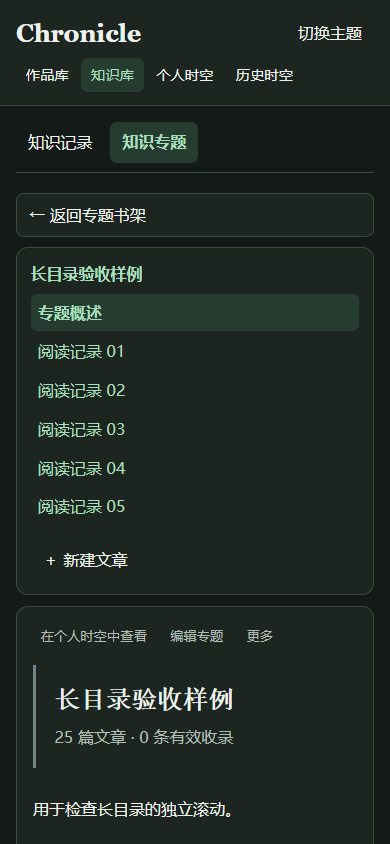 Chronicle
切换主题
作品库 知识库 个人时空 历史时空
知识记录 知识专题
← 返回专题书架
长目录验收样例
专题概述
阅读记录 01
阅读记录 02
阅读记录 03
阅读记录 04
阅读记录 05
+ 新建文章
在个人时空中查看 编辑专题 更多
长目录验收样例
25 篇文章 · 0 条有效收录
用于检查长目录的独立滚动。